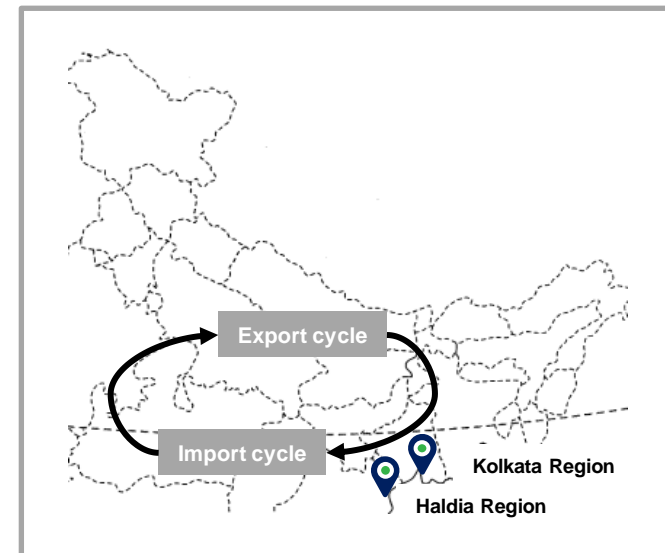 Export cycle
Import cycle
Kolkata Region
Haldia Region